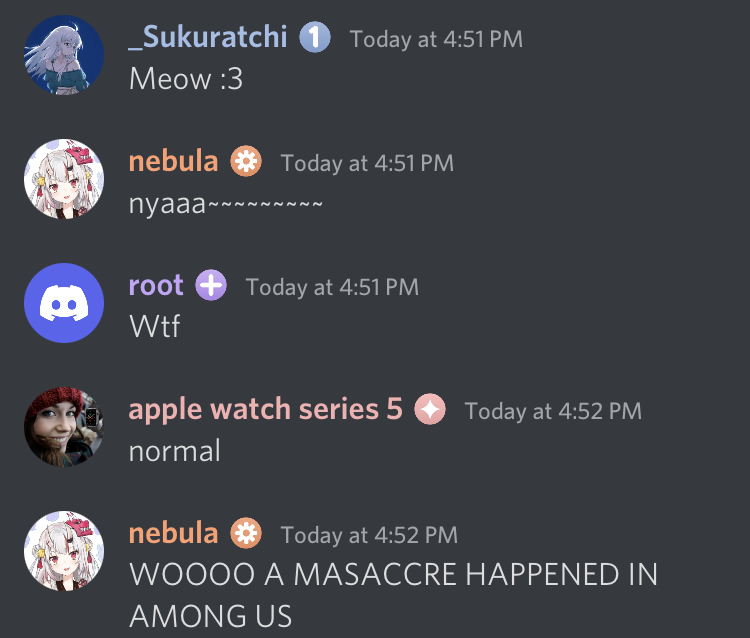 _Sukuratchi 1 Today at 4:51 PM
Meow :3
nebula Today at 4:51 PM
nyaaa~~~~~~~~~
root Today at 4:51 PM
Wtf
apple watch series 5 Today at 4:52 PM
normal
nebula Today at 4:52 PM
WOOOO A MASACCRE HAPPENED IN
AMONG US